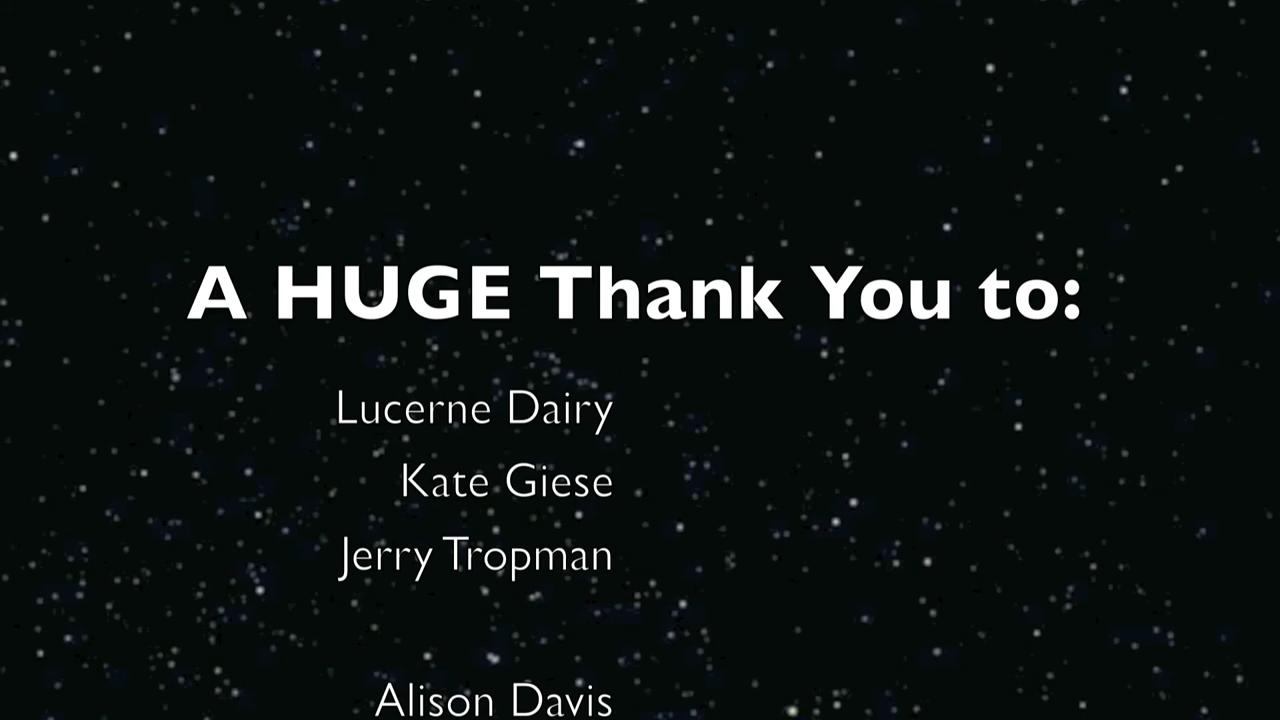 A HUGE Thank You to:
Lucerne Dairy
Kate Giese
Jerry Tropman
Alison Davis